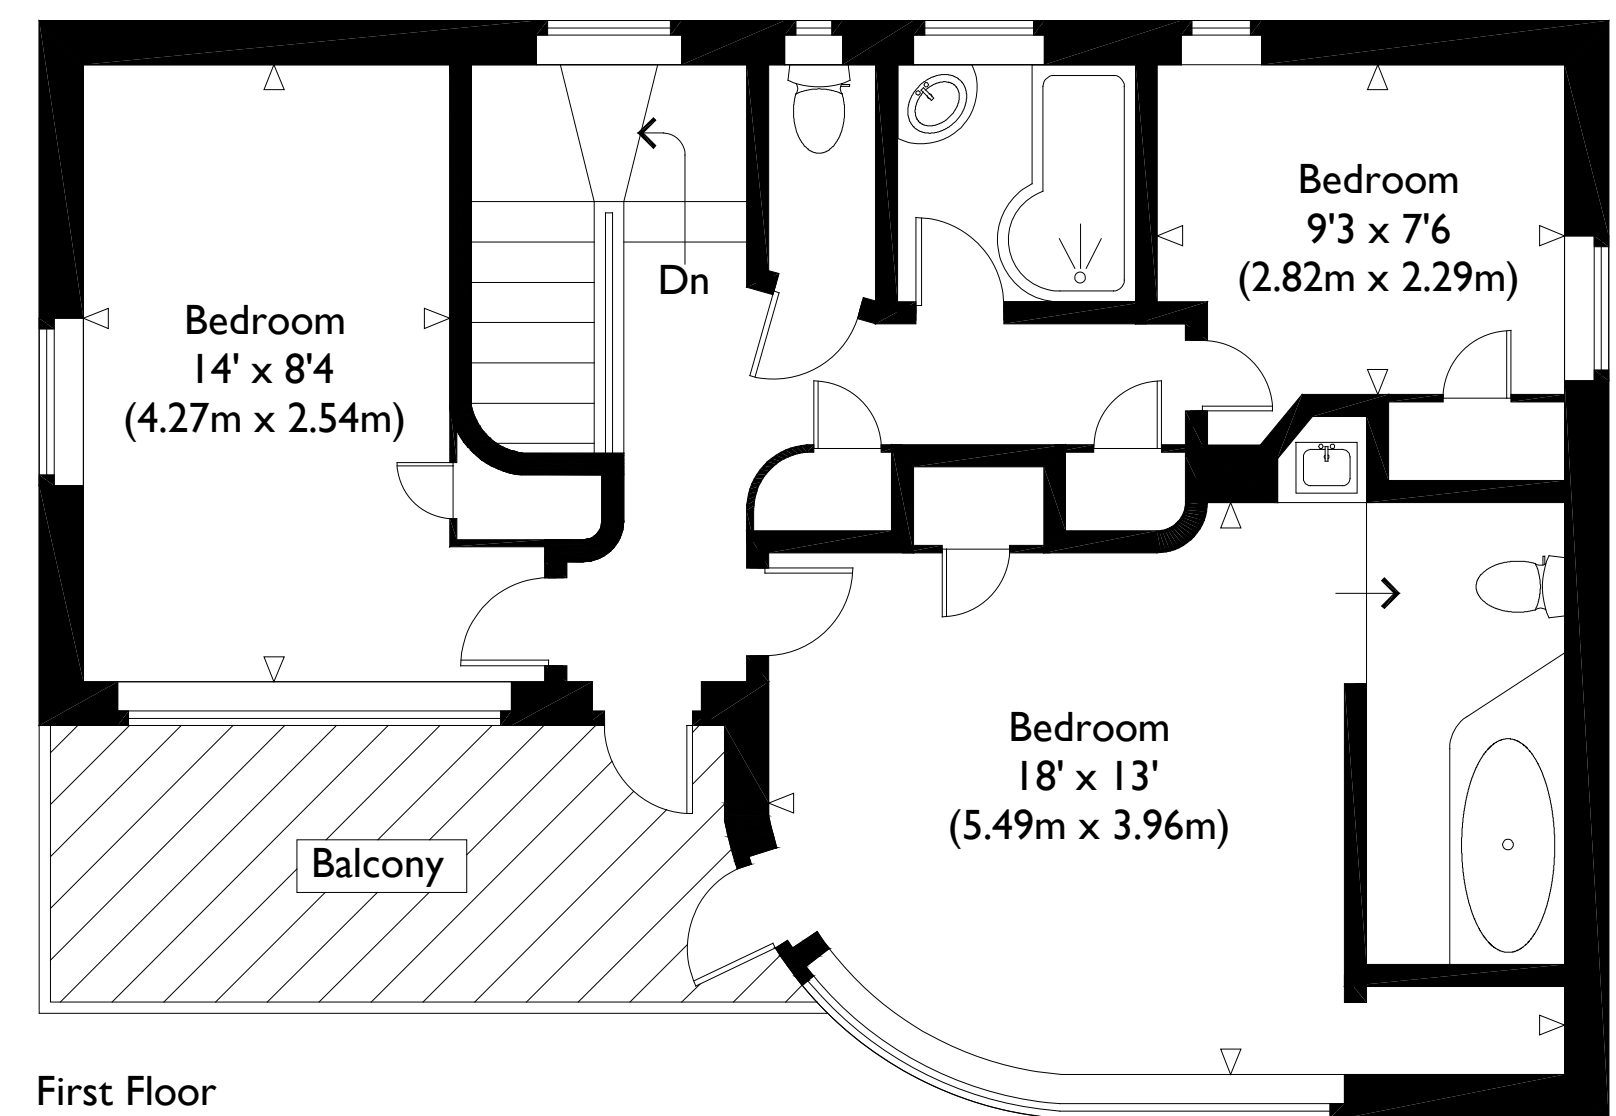 Bedroom
14' x 8'4
(4.27m x 2.54m)
Dn
Bedroom
9'3 x 7'6
(2.82m x 2.29m)
Bedroom
18' x 13'
(5.49m x 3.96m)
Balcony
First Floor